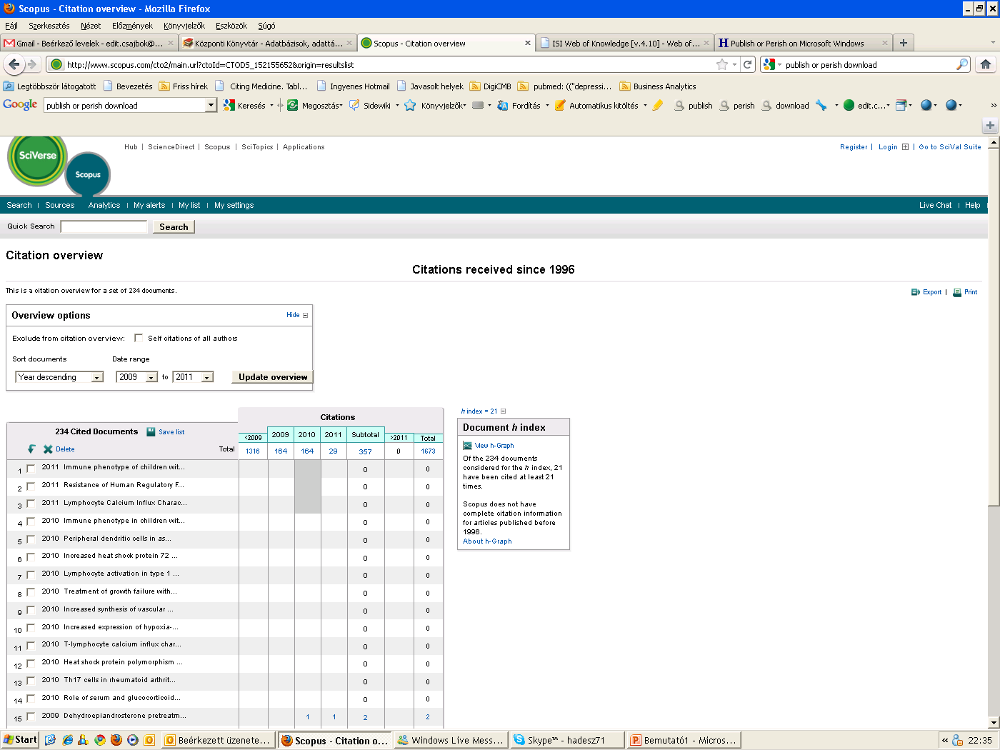 Scopus - Citation overview - Mozilla Firefox
Fájl Szerkesztés Nézet Előzmények Könyvjelzők Eszközök Súgó
Gmail - Beérkező levelek - edit.csajbok@... Központi Könyvtár - Adatbázisok, adattá... Scopus - Citation overview ISI Web of Knowledge [v.4.10] - Web of... Publish or Perish on Microsoft Windows
http://www.scopus.com/cto2/main.url?ctoId=CTODS_152155652&origin=resultslist publish or perish download
Legtöbbször látogatott Bevezetés Friss hírek Citing Medicine. Tabl... Ingyenes Hotmail Javasolt helyek DigiCMB pubmed: (("depressi... Business Analytics
Google publish or perish download Keresés Megosztás Sidewiki Könyvjelzők Fordítás Automatikus kitöltés publish perish download edit.c... »
SciVerse
Scopus
Hub | ScienceDirect | Scopus | SciTopics | Applications
Register | Login | Go to SciVal Suite
Search | Sources Analytics | My alerts | My list | My settings Live Chat | Help
Quick Search Search
Citation overview
Citations received since 1996
This is a citation overview for a set of 234 documents.
Export | Print
Overview options Hide
Exclude from citation overview: Self citations of all authors
Sort documents Date range
Year descending 2009 to 2011 Update overview
h index = 21
Document h index
View h-Graph
Of the 234 documents
considered for the h index, 21
have been cited at least 21
times.
Scopus does not have
complete citation information
for articles published before
1996.
About h-Graph
Citations
234 Cited Documents Save list <2009 2009 2010 2011 Subtotal >2011 Total
Delete Total 1316 164 164 29 357 0 1673
1 2011 Immune phenotype of children wit... 0 0
2 2011 Resistance of Human Regulatory F... 0 0
3 2011 Lymphocyte Calcium Influx Charac... 0 0
4 2010 Immune phenotype in children wit... 0 0
5 2010 Peripheral dendritic cells in as... 0 0
6 2010 Increased heat shock protein 72 ... 0 0
7 2010 Lymphocyte activation in type 1 ... 0 0
8 2010 Treatment of growth failure with... 0 0
9 2010 Increased synthesis of vascular ... 0 0
10 2010 Increased expression of hypoxia-... 0 0
11 2010 T-lymphocyte calcium influx char... 0 0
12 2010 Heat shock protein polymorphism ... 0 0
13 2010 Th17 cells in rheumatoid arthrit... 0 0
14 2010 Role of serum and glucocorticoid... 0 0
15 2009 Dehydroepiandrosterone pretreatm... 1 1 2 2
Start Beérkezett üzenete... Scopus - Citation o... Windows Live Mess... Skype™ - hadesz71 Bemutató1 - Micros... « 22:35